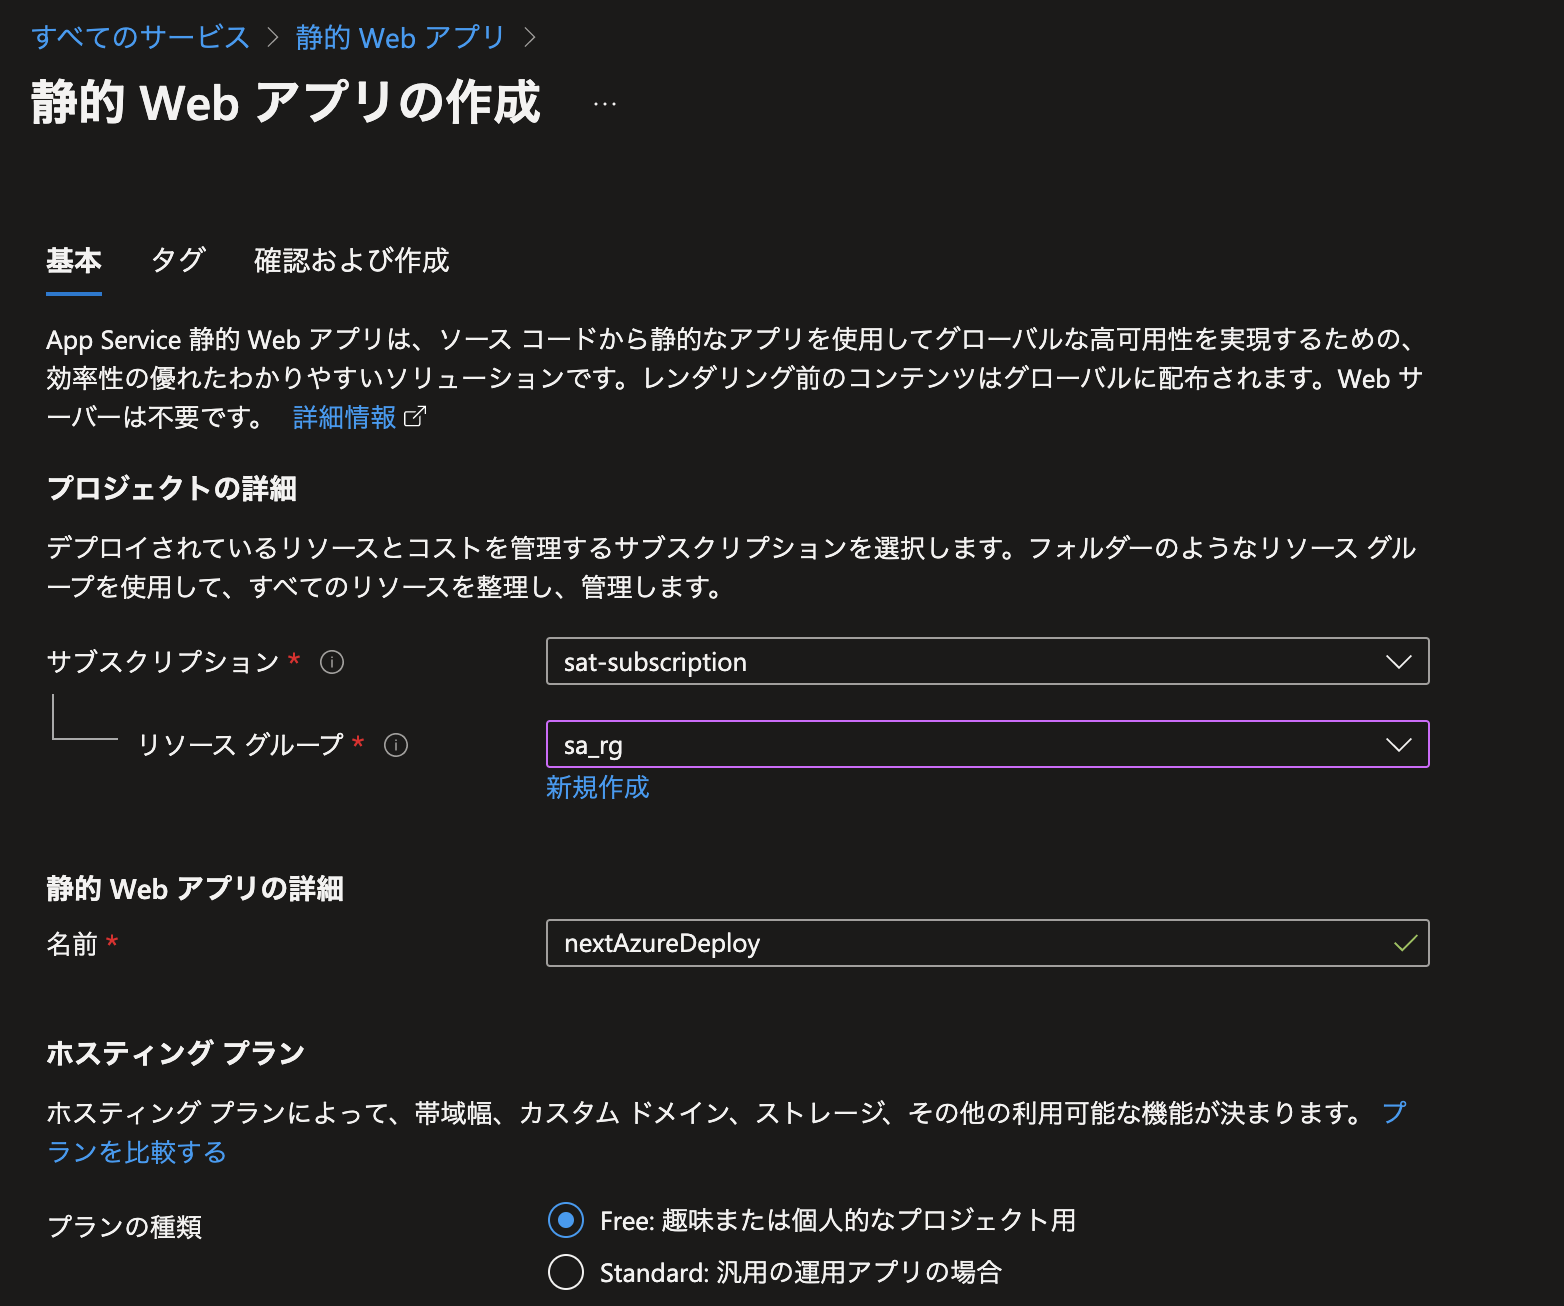 すべてのサービス > 静的 Web アプリ >
静的 Web アプリの作成 …
基本 タグ 確認および作成
App Service 静的 Web アプリは、ソース コードから静的なアプリを使用してグローバルな高可用性を実現するための、
効率性の優れたわかりやすいソリューションです。レンダリング前のコンテンツはグローバルに配布されます。Web サ
ーバーは不要です。 詳細情報
プロジェクトの詳細
デプロイされているリソースとコストを管理するサブスクリプションを選択します。フォルダーのようなリソース グル
ープを使用して、すべてのリソースを整理し、管理します。
サブスクリプション * sat-subscription
リソース グループ * sa_rg
新規作成
静的 Web アプリの詳細
名前 * nextAzureDeploy
ホスティング プラン
ホスティング プランによって、帯域幅、カスタム ドメイン、ストレージ、その他の利用可能な機能が決まります。 プ
ランを比較する
プランの種類 Free: 趣味または個人的なプロジェクト用
Standard: 汎用の運用アプリの場合